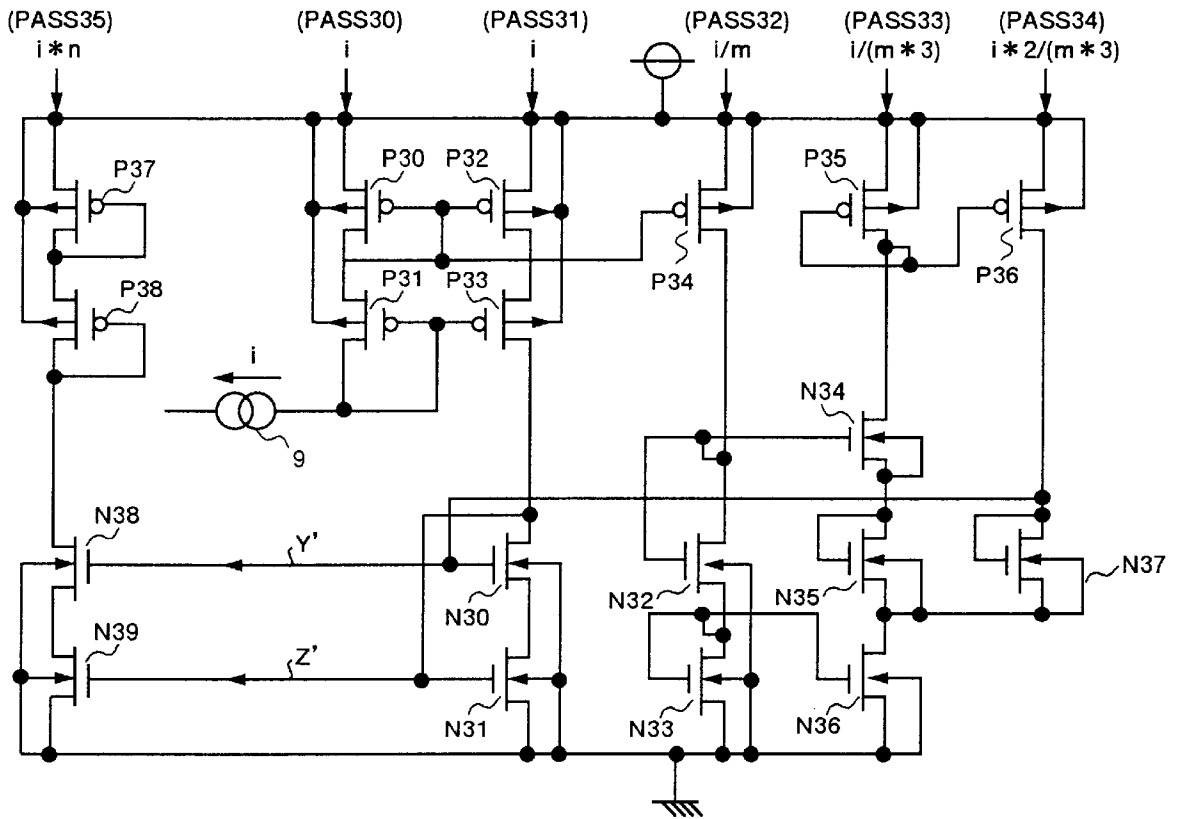 (PASS35) (PASS30) (PASS31) (PASS32) (PASS33) (PASS34)
i*n i i i/m i/(m*3) i*2/(m*3)
P37 P30 P32 P35
P34 P36
P38 P31 P33
i
9
N34
N38 Y' N30 N32 N35 N37
N39 Z' N31 N33 N36